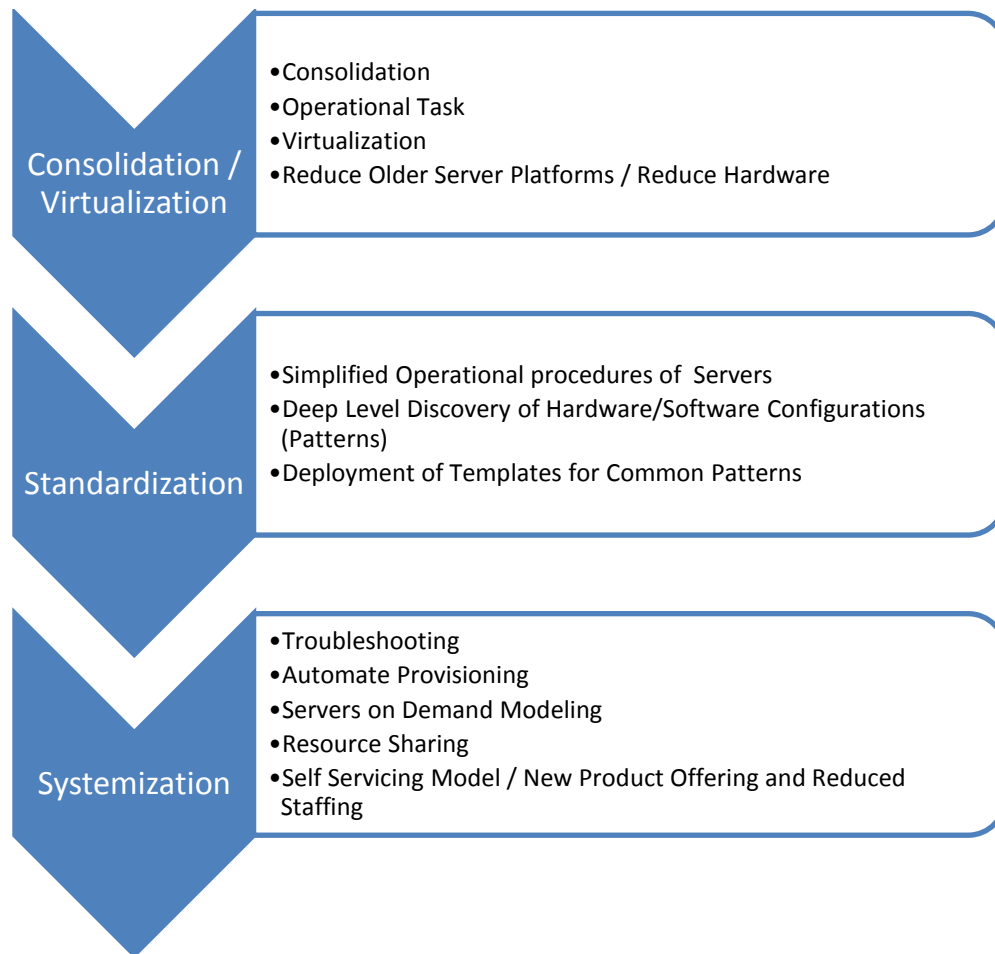 Consolidation /
Virtualization
•Consolidation
•Operational Task
•Virtualization
•Reduce Older Server Platforms / Reduce Hardware
Standardization
•Simplified Operational procedures of  Servers
•Deep Level Discovery of Hardware/Software Configurations
(Patterns)
•Deployment of Templates for Common Patterns
Systemization
•Troubleshooting
•Automate Provisioning
•Servers on Demand Modeling
•Resource Sharing
•Self Servicing Model / New Product Offering and Reduced
Staffing